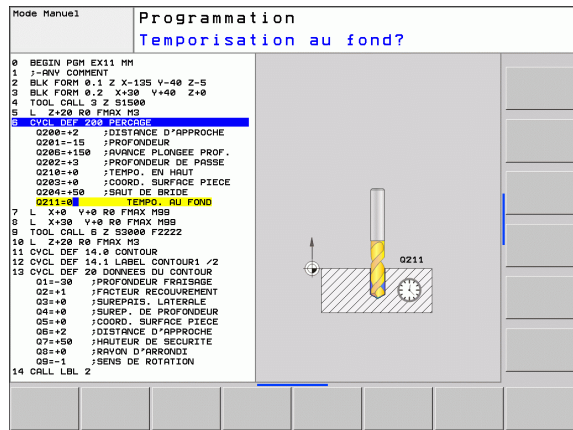 Mode Manuel
Programmation
Temporisation au fond?
0 BEGIN PGM EX11 MM
1 ;-ANY COMMENT
2 BLK FORM 0.1 Z X-135 Y-40 Z-5
3 BLK FORM 0.2 X+30 Y+40 Z+0
4 TOOL CALL 3 Z S1500
5 L Z+20 R0 FMAX M3
6 CYCL DEF 200 PERCAGE
Q200=+2 ;DISTANCE D'APPROCHE
Q201=-15 ;PROFONDEUR
Q206=+150 ;AVANCE PLONGEE PROF.
Q202=+3 ;PROFONDEUR DE PASSE
Q210=+0 ;TEMPO. EN HAUT
Q203=+0 ;COORD. SURFACE PIECE
Q204=+50 ;SAUT DE BRIDE
Q211=0 TEMPO. AU FOND
7 L X+0 Y+0 R0 FMAX M99
8 L X+30 Y+0 R0 FMAX M99
9 TOOL CALL 6 Z S3000 F2222
10 L Z+20 R0 FMAX M3
11 CYCL DEF 14.0 CONTOUR
12 CYCL DEF 14.1 LABEL CONTOUR1 /2
13 CYCL DEF 20 DONNEES DU CONTOUR
Q1=-30 ;PROFONDEUR FRAISAGE
Q2=+1 ;FACTEUR RECOUVREMENT
Q3=+0 ;SUREPAIS. LATERALE
Q4=+0 ;SUREP. DE PROFONDEUR
Q5=+0 ;COORD. SURFACE PIECE
Q6=+2 ;DISTANCE D'APPROCHE
Q7=+50 ;HAUTEUR DE SECURITE
Q8=+0 ;RAYON D'ARRONDI
Q9=-1 ;SENS DE ROTATION
14 CALL LBL 2
Q211